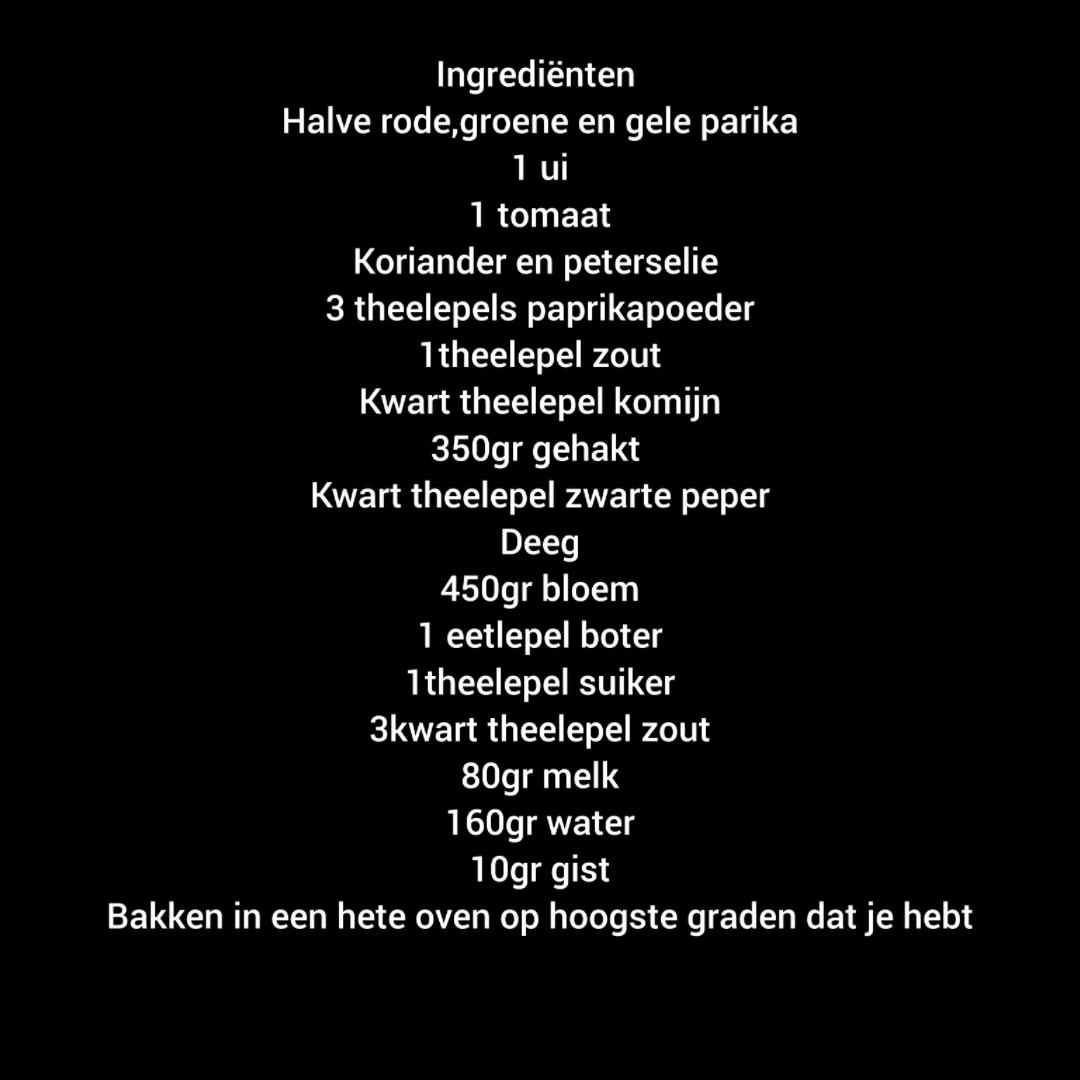 Ingrediënten
Halve rode,groene en gele parika
1 ui
1 tomaat
Koriander en peterselie
3 theelepels paprikapoeder
1theelepel zout
Kwart theelepel komijn
350gr gehakt
Kwart theelepel zwarte peper
Deeg
450gr bloem
1 eetlepel boter
1theelepel suiker
3kwart theelepel zout
80gr melk
160gr water
10gr gist
Bakken in een hete oven op hoogste graden dat je hebt